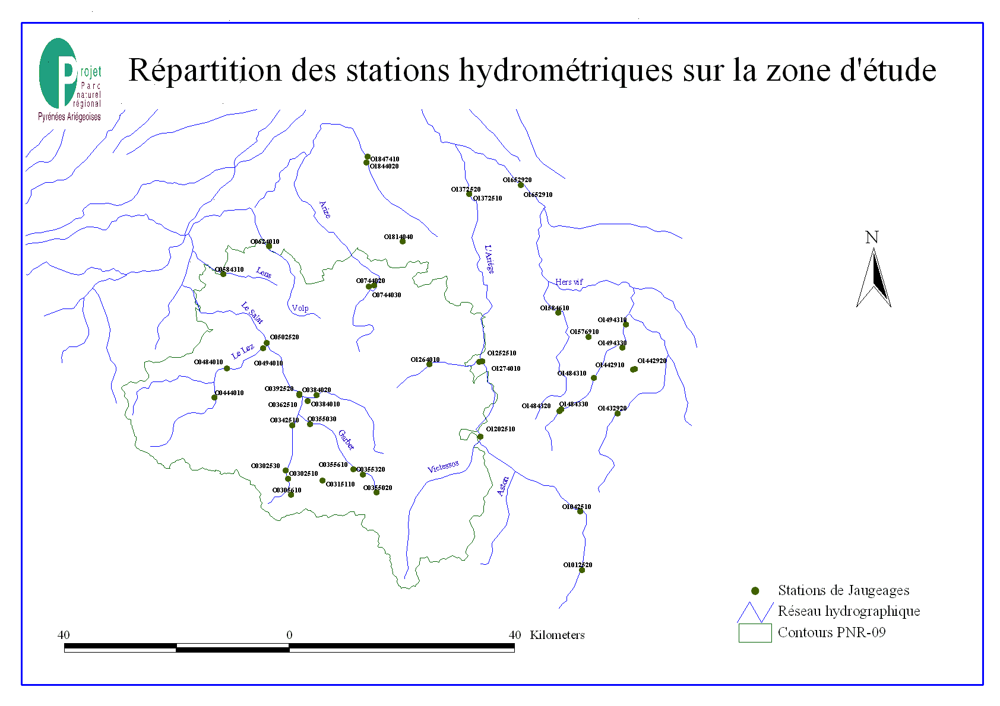 Projet
Parc
naturel
régional
Pyrénées Ariégeoises
Répartition des stations hydrométriques sur la zone d'étude
O1847410
O1844020
O1652920
O1372520
O1652910
O1372510
Arize
O1814040
O0624010
L'Ariége
O0584310
Lens
O0744020
Hers vif
O0744030
Volp
O1584610
Le Salat
O1494310
O1576910
O0502520
O1494330
Le Lez
O1252510
O0484010
O0494010
O1264010
O1442910
O1442920
O1274010
O1484310
O0392520
O0384020
O0444010
O0362510
O0384010
O1484320
O1484330
O1432920
O0342510
O0355030
O1202510
Garbet
O0302530
O0355610
Victessos
O0302510
O0355320
O0315110
O0355020
Aston
O0305610
O1042510
O1012520
N
Stations de Jaugeages
Réseau hydrographique
Contours PNR-09
40 0 40 Kilometers